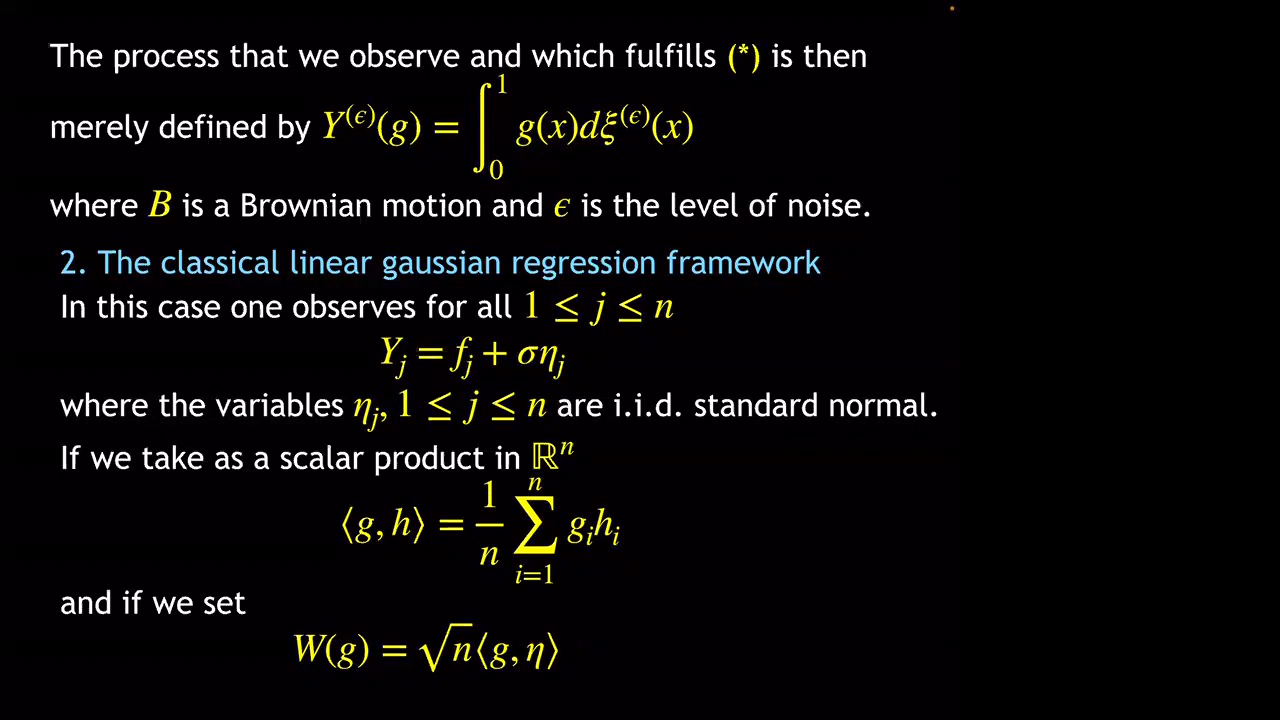 The process that we observe and which fulfills (*) is then
merely defined by Y^{(ϵ)}(g) = ∫_0^1 g(x)dξ^{(ϵ)}(x)
where B is a Brownian motion and ϵ is the level of noise.
2. The classical linear gaussian regression framework
In this case one observes for all 1 ≤ j ≤ n
Y_j = f_j + ση_j
where the variables η_j, 1 ≤ j ≤ n are i.i.d. standard normal.
If we take as a scalar product in ℝ^n
⟨g, h⟩ = \frac{1}{n} ∑_{i=1}^n g_i h_i
and if we set
W(g) = √n⟨g, η⟩